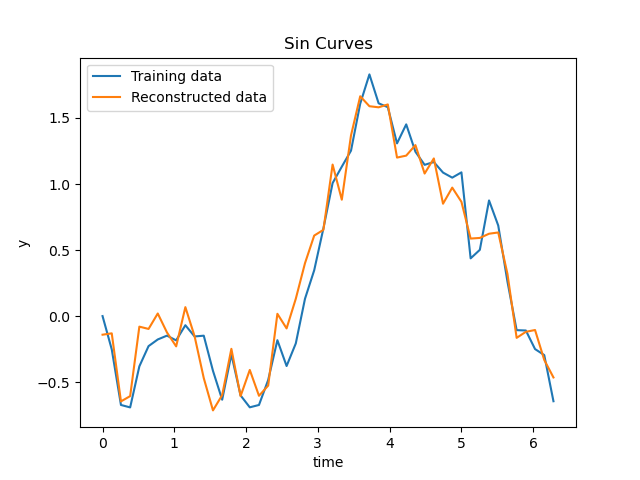 Sin Curves
Training data
Reconstructed data
1.5
1.0
0.5
0.0
−0.5
y
0 1 2 3 4 5 6
time